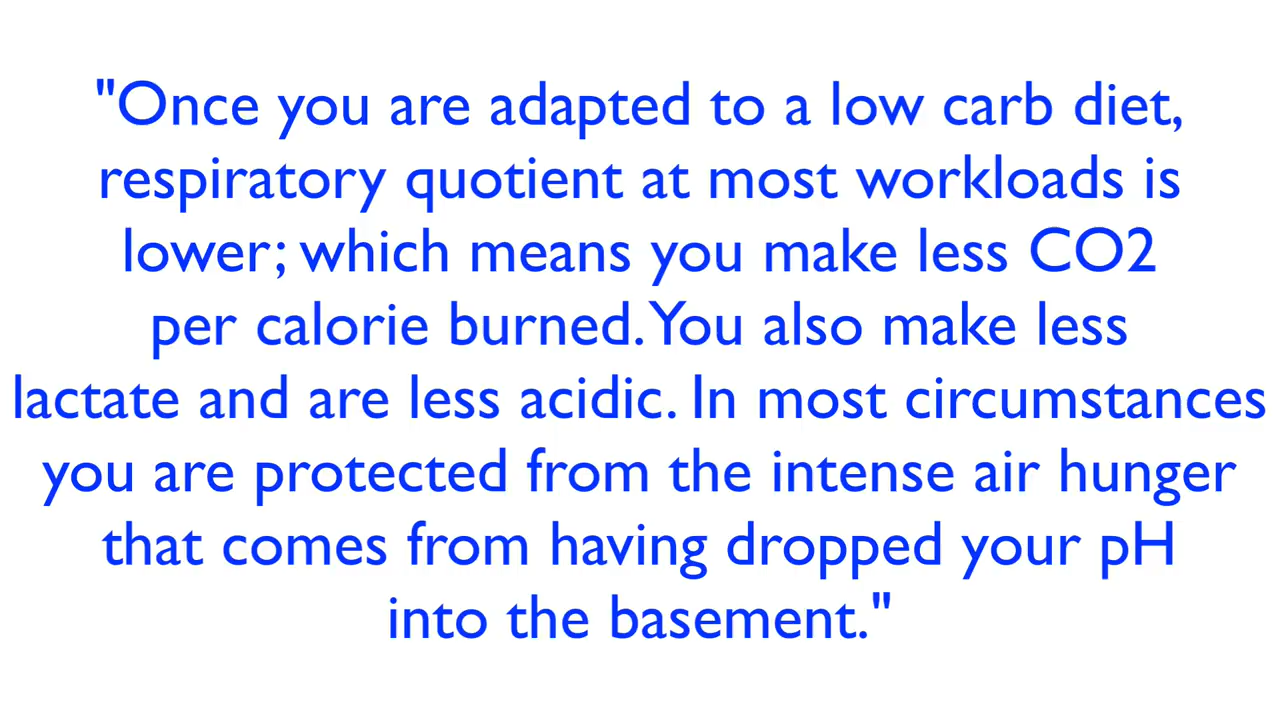 "Once you are adapted to a low carb diet,
respiratory quotient at most workloads is
lower; which means you make less CO2
per calorie burned. You also make less
lactate and are less acidic. In most circumstances
you are protected from the intense air hunger
that comes from having dropped your pH
into the basement."